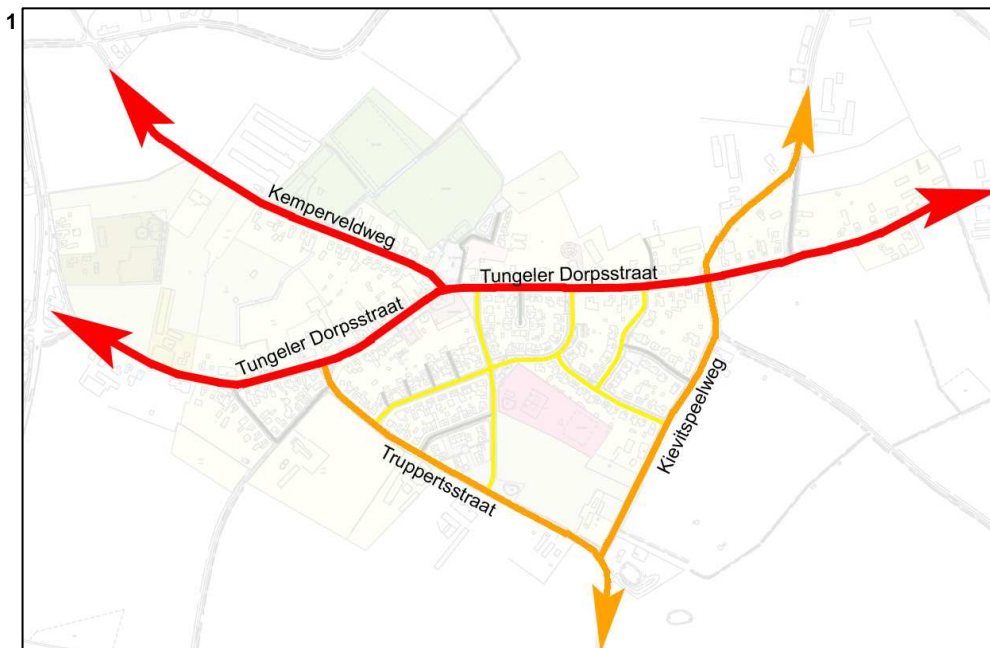 1
Kemperveldweg
Tungeler Dorpsstraat
Tungeler Dorpsstraat
Truppertsstraat
Kievitspeelweg